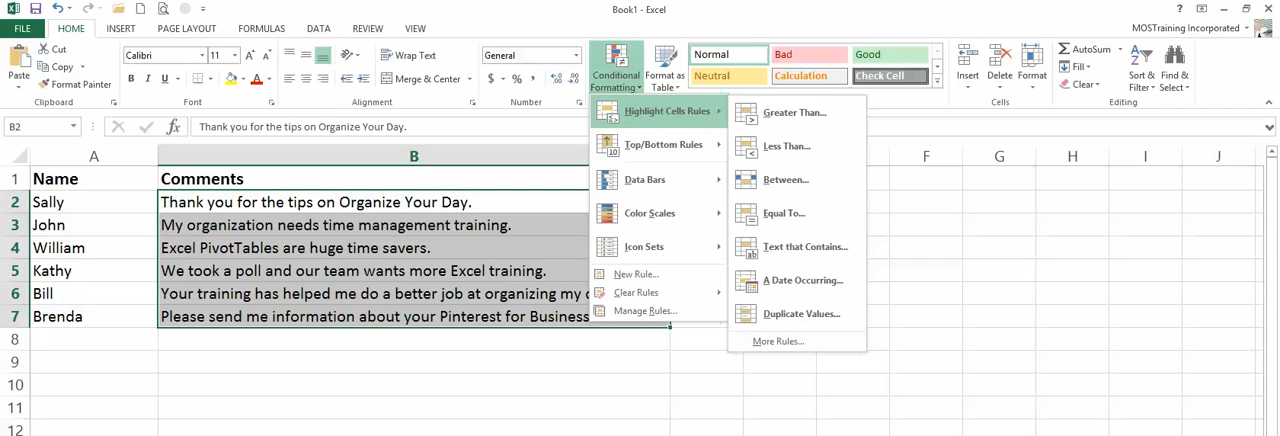 Book1 - Excel
FILE HOME INSERT PAGE LAYOUT FORMULAS DATA REVIEW VIEW MOSTraining Incorporated
Paste Cut
Copy
Format Painter
Clipboard
Calibri 11 A A
B I U A
Font
Wrap Text
Merge & Center
Alignment
General
$ % , .00 .0
Number
Conditional Formatting
Format as Table
Normal Bad Good
Neutral Calculation Check Cell
Insert Delete Format
Cells
AutoSum
Fill
Clear
Sort & Filter
Find & Select
Editing
B2 fx Thank you for the tips on Organize Your Day.
Highlight Cells Rules
Top/Bottom Rules
Data Bars
Color Scales
Icon Sets
New Rule...
Clear Rules
Manage Rules...
Greater Than...
Less Than...
Between...
Equal To...
Text that Contains...
A Date Occurring...
Duplicate Values...
More Rules...
A B F G H I J
1 Name Comments
2 Sally Thank you for the tips on Organize Your Day.
3 John My organization needs time management training.
4 William Excel PivotTables are huge time savers.
5 Kathy We took a poll and our team wants more Excel training.
6 Bill Your training has helped me do a better job at organizing my
7 Brenda Please send me information about your Pinterest for Business
8
9
10
11
12